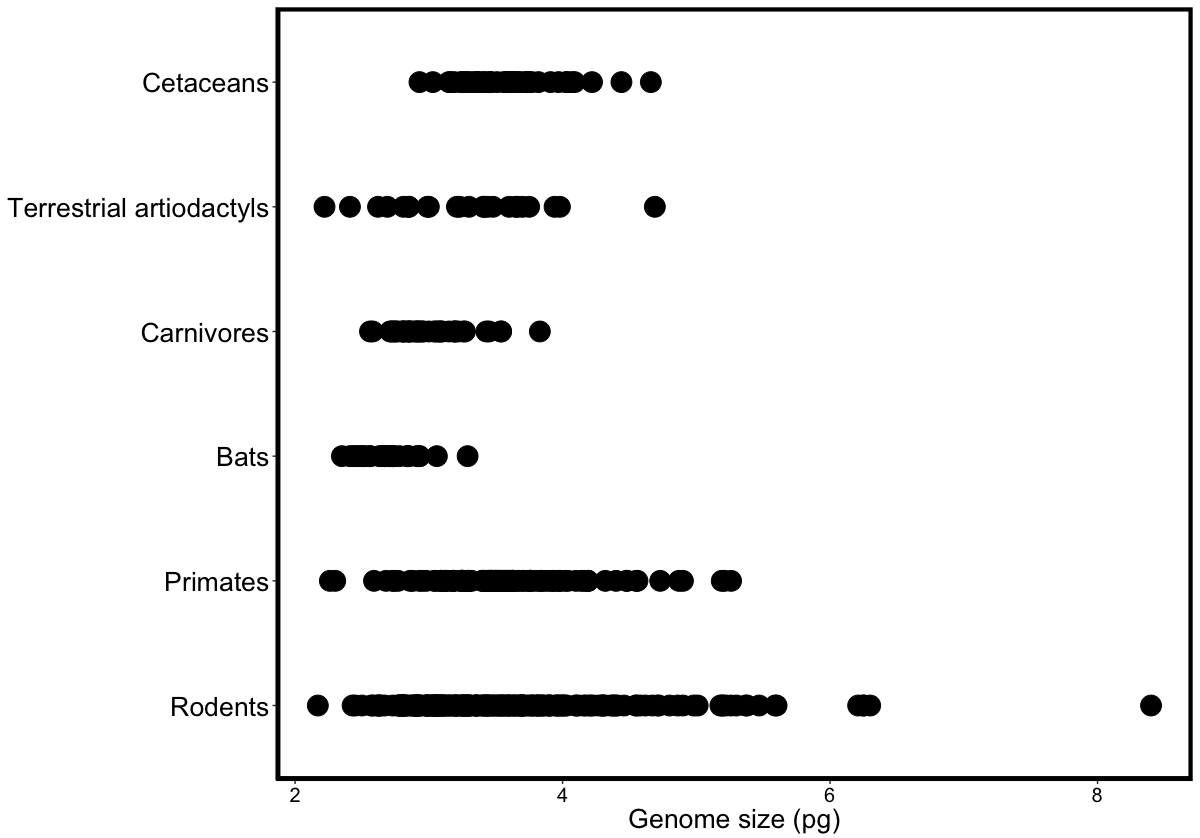 Cetaceans
Terrestrial artiodactyls
Carnivores
Bats
Primates
Rodents
2 4 6 8
Genome size (pg)